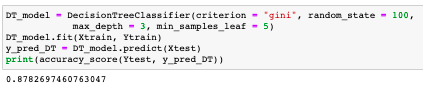 DT_model = DecisionTreeClassifier(criterion = "gini", random_state = 100,
max_depth = 3, min_samples_leaf = 5)
DT_model.fit(Xtrain, Ytrain)
y_pred_DT = DT_model.predict(Xtest)
print(accuracy_score(Ytest, y_pred_DT))
0.8782697460763047